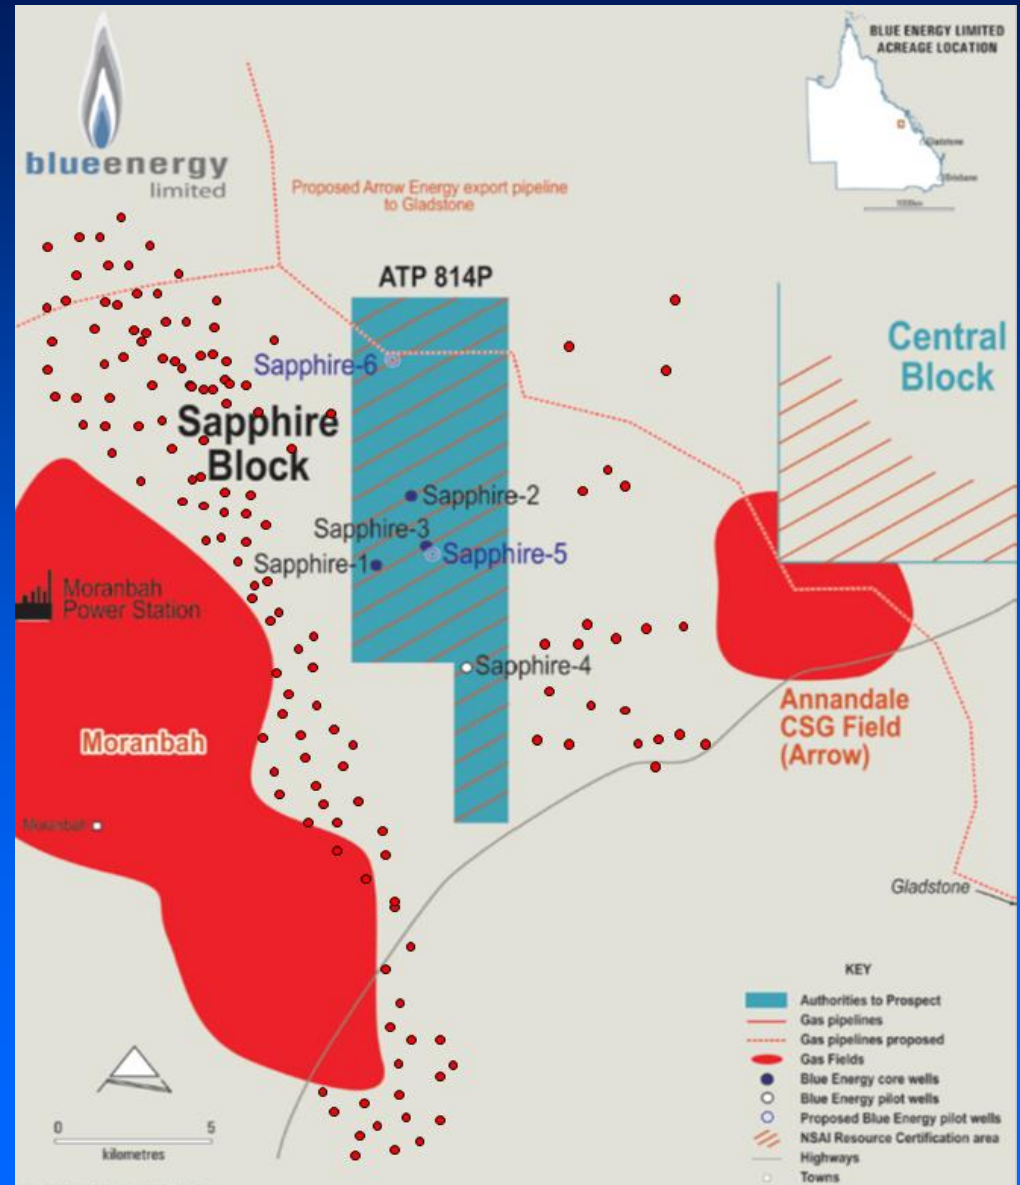 blueenergy
limited
BLUE ENERGY LIMITED
ACREAGE LOCATION
Gladstone
Brisbane
Proposed Arrow Energy export pipeline
to Gladstone
ATP 814P
Central
Block
Sapphire-6
Sapphire
Block
Sapphire-2
Sapphire-3
Sapphire-5
Sapphire-1
Moranbah
Power Station
Sapphire-4
Annandale
CSG Field
(Arrow)
Moranbah
Moranbah
Gladstone
KEY
Authorities to Prospect
Gas pipelines
Gas pipelines proposed
Gas Fields
Blue Energy core wells
Blue Energy pilot wells
Proposed Blue Energy pilot wells
NSAI Resource Certification area
Highways
Towns
0 5
kilometres